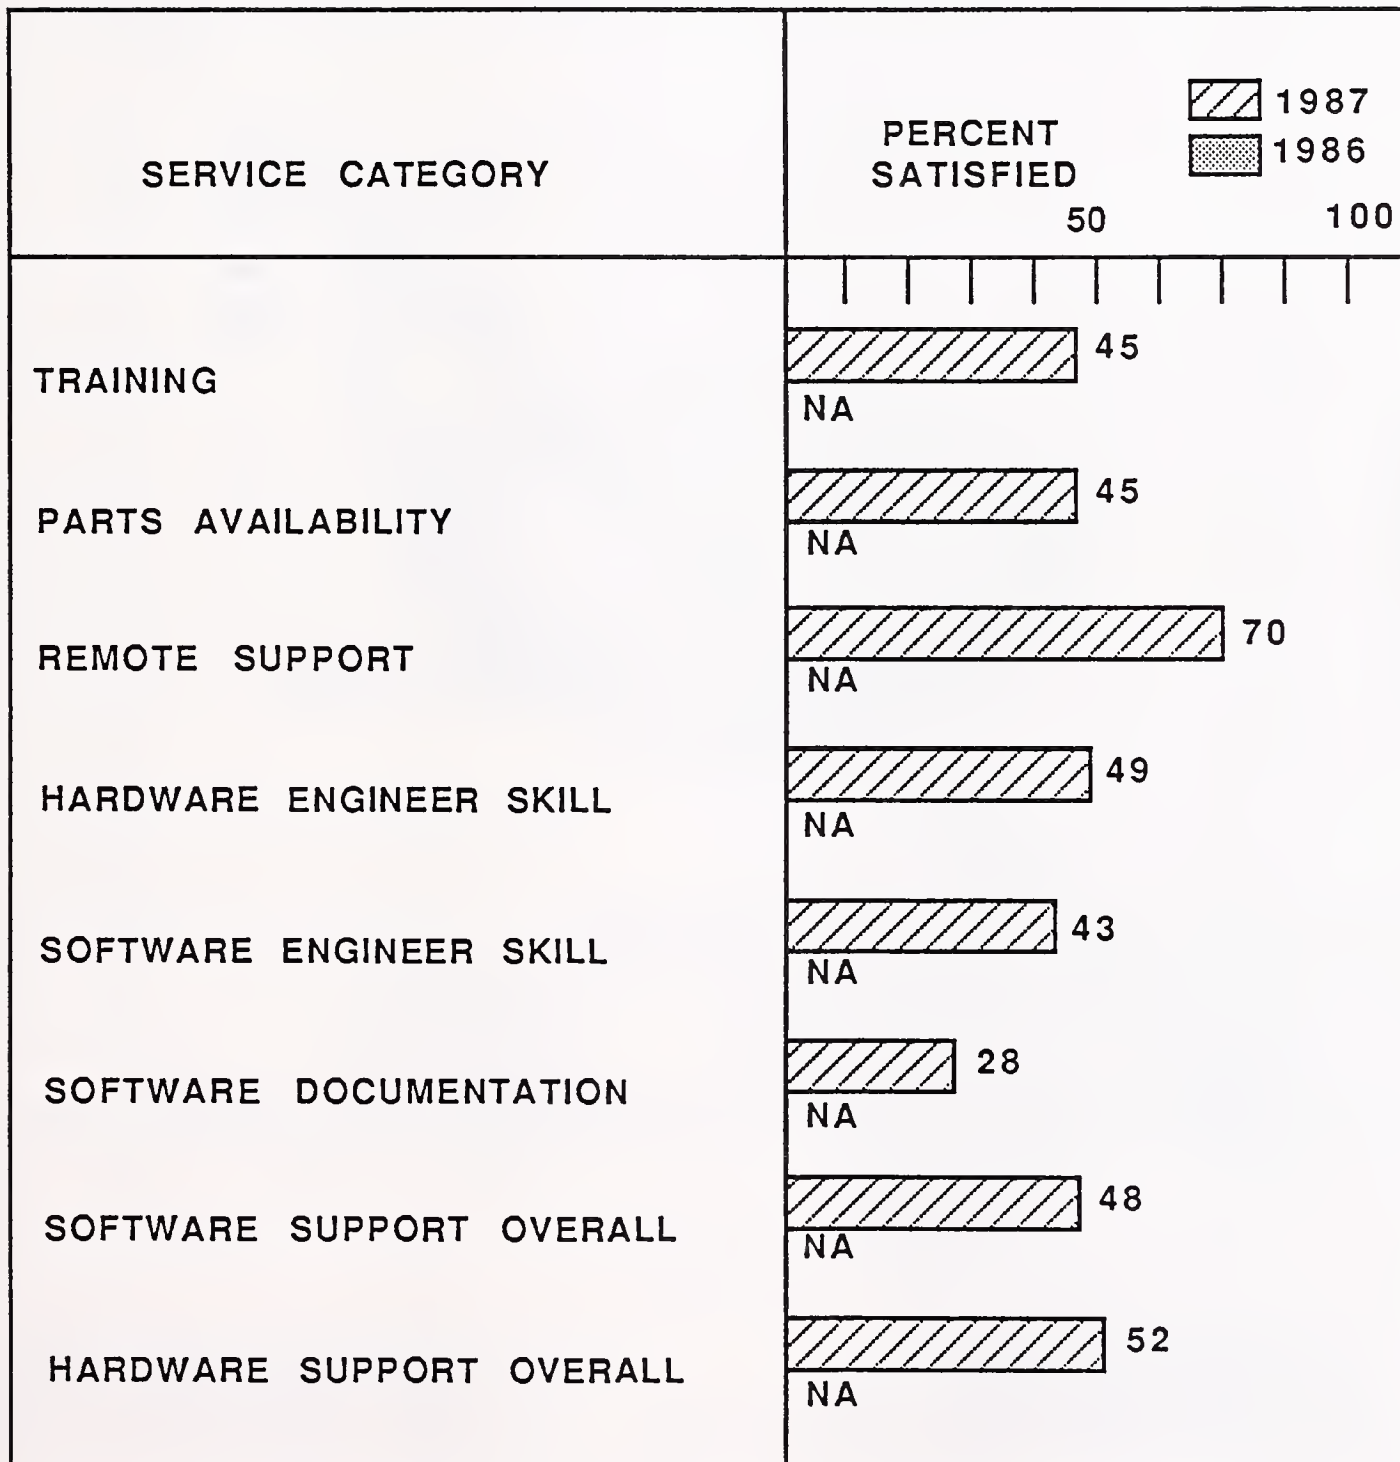 SERVICE CATEGORY
PERCENT
SATISFIED
1987
1986
50 100
TRAINING
45
NA
PARTS AVAILABILITY
45
NA
REMOTE SUPPORT
70
NA
HARDWARE ENGINEER SKILL
49
NA
SOFTWARE ENGINEER SKILL
43
NA
SOFTWARE DOCUMENTATION
28
NA
SOFTWARE SUPPORT OVERALL
48
NA
HARDWARE SUPPORT OVERALL
52
NA